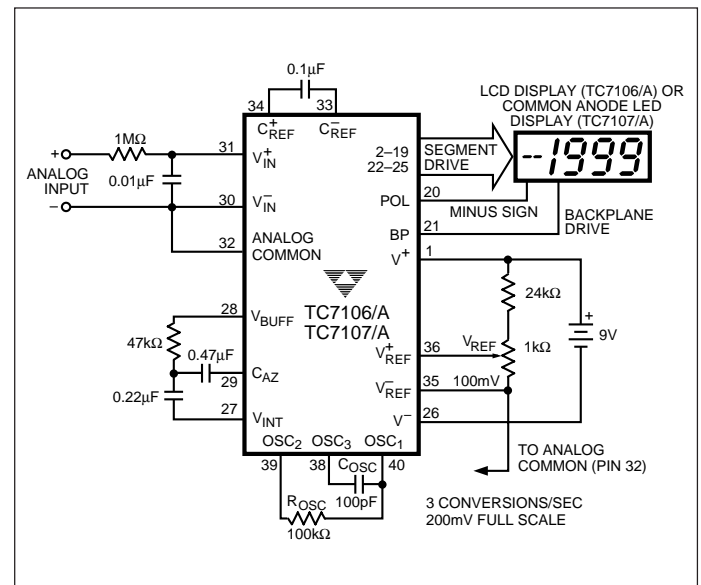 0.1µF
34
33
C+REF
C–REF
LCD DISPLAY (TC7106/A) OR
COMMON ANODE LED
DISPLAY (TC7107/A)
1MΩ
+
ANALOG
INPUT
–
0.01µF
31
V+IN
30
V–IN
32
ANALOG
COMMON
2–19
22–25
SEGMENT
DRIVE
-1999
20
POL
MINUS SIGN
21
BP
BACKPLANE
DRIVE
1
V+
TC7106/A
TC7107/A
24kΩ
+
9V
28
VBUFF
47kΩ
0.47µF
29
CAZ
0.22µF
27
VINT
V+REF
36
VREF
1kΩ
V–REF
35
100mV
V–
26
OSC2
OSC3
OSC1
39
38
COSC
40
100pF
ROSC
100kΩ
TO ANALOG
COMMON (PIN 32)
3 CONVERSIONS/SEC
200mV FULL SCALE